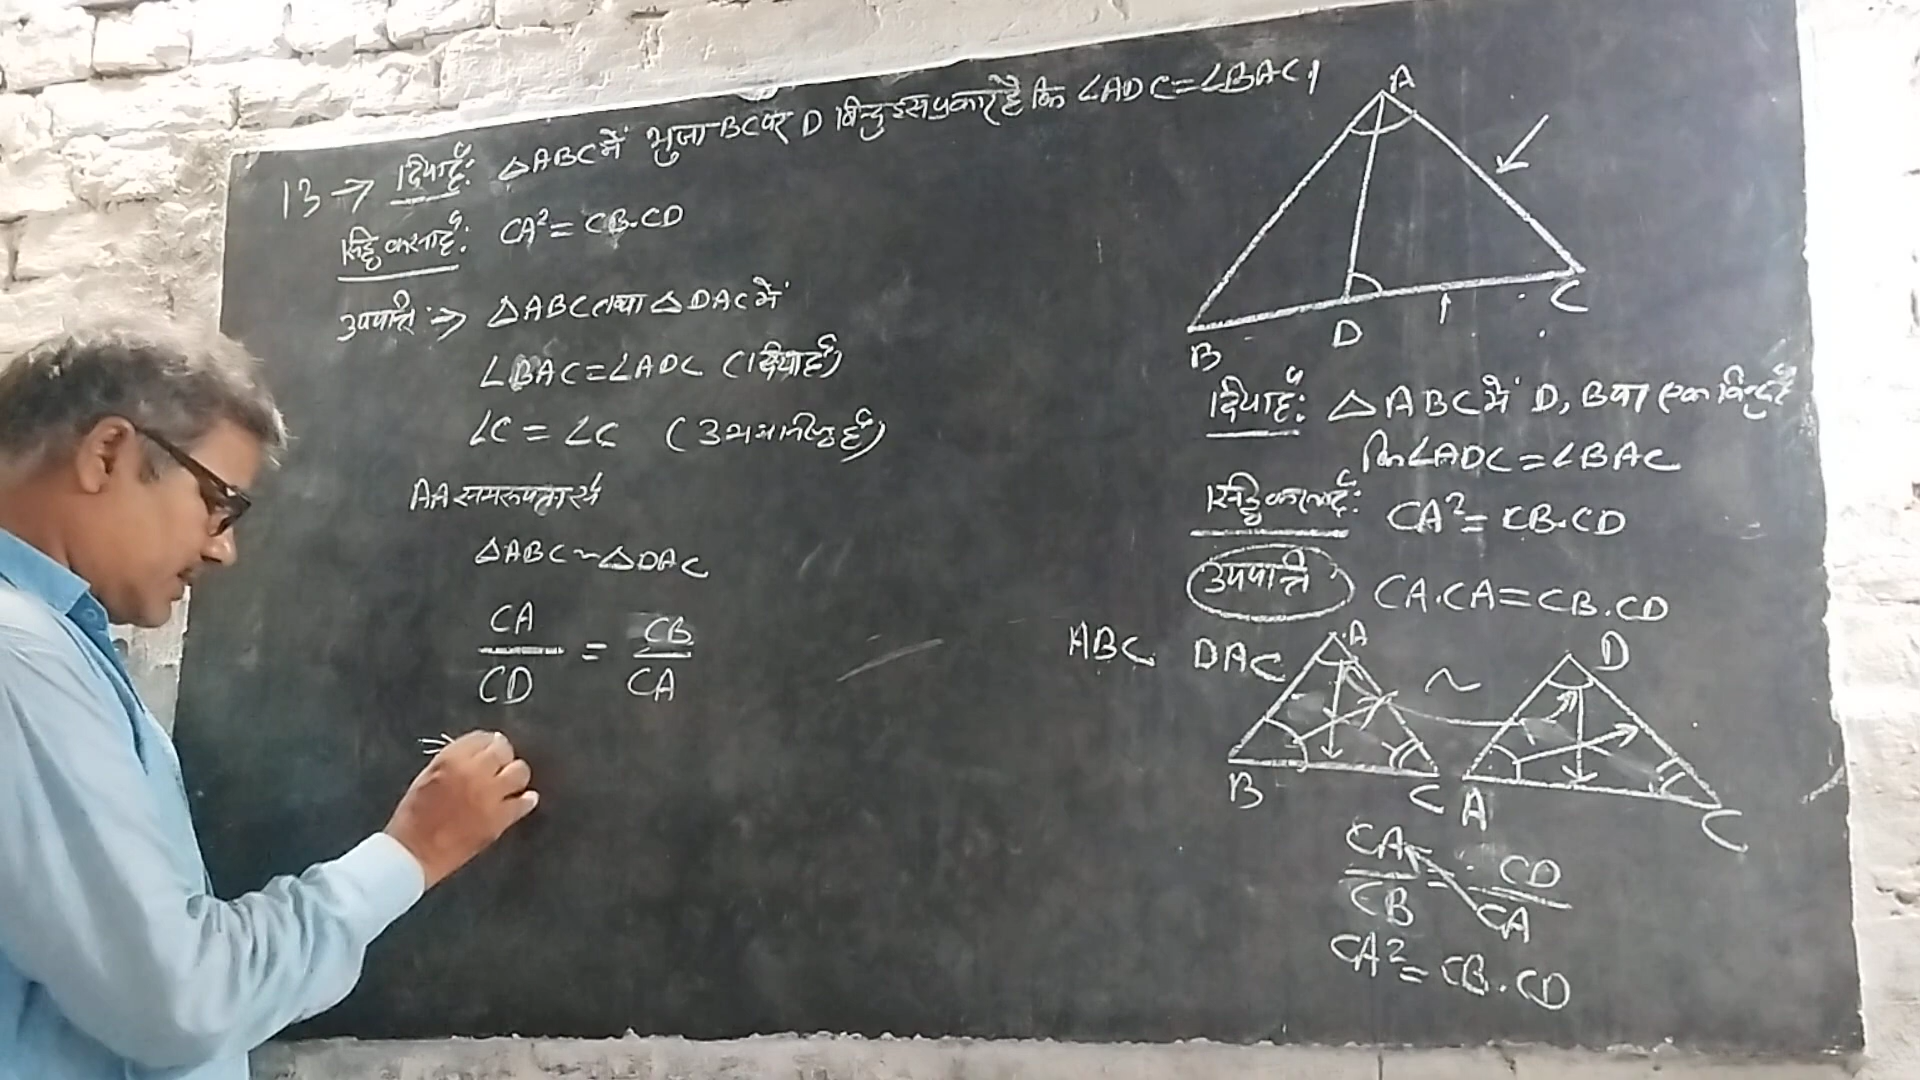 13 → दिया है: △ABC में भुजा BC पर D बिन्दु इस प्रकार है कि ∠ADC=∠BAC।
सिद्ध करना है: CA²= CB.CD
उपपत्ति :→ △ABC तथा △DAC में
∠BAC=∠ADC (दिया है)
∠C = ∠C (उभयनिष्ठ है)
AA समरूपता से
△ABC~△DAC
CA/CD = CB/CA
⇒
A
B D C
दिया है: △ABC में D, BC का एक बिन्दु है
कि ∠ADC=∠BAC
सिद्ध करना है: CA²= CB.CD
उपपत्ति CA.CA=CB.CD
ABC DAC A ~ D
B C A C
CA/CB = CD/CA
CA²= CB.CD